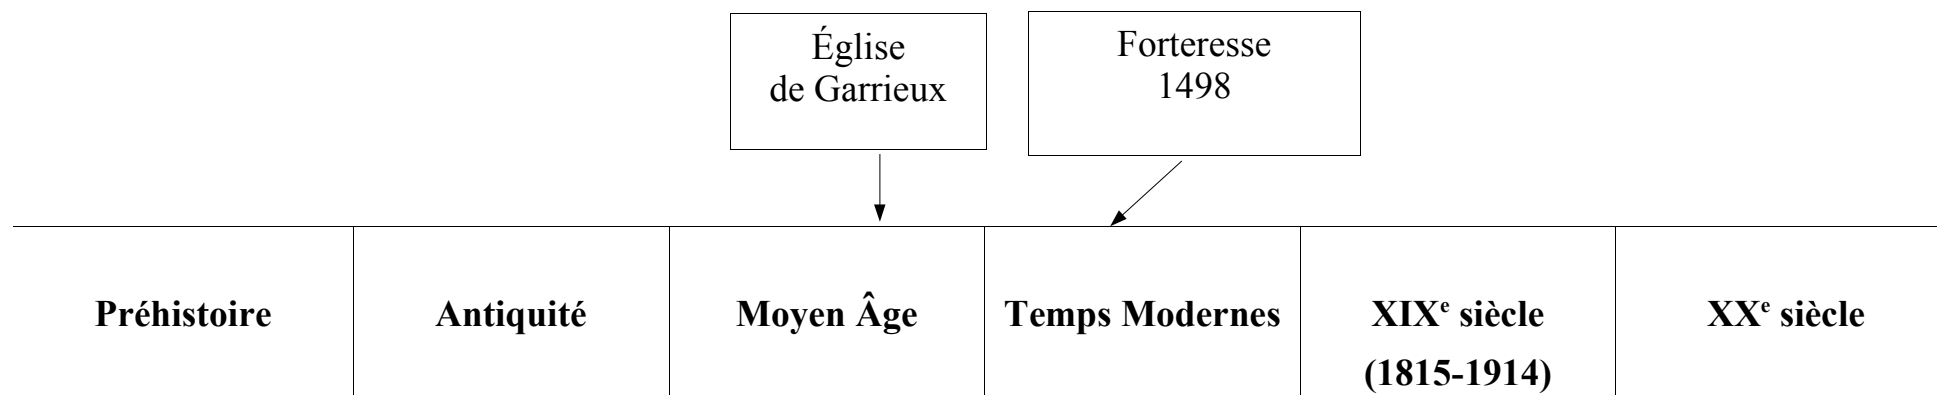 Église
de Garrieux
Forteresse
1498
Préhistoire
Antiquité
Moyen Âge
Temps Modernes
XIXe siècle
(1815-1914)
XXe siècle